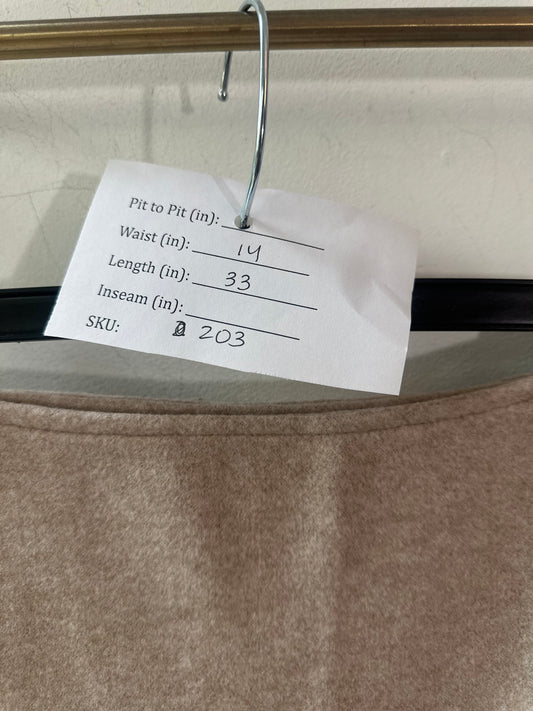 Pit to Pit (in):
Waist (in): 14
Length (in): 33
Inseam (in):
SKU: 203